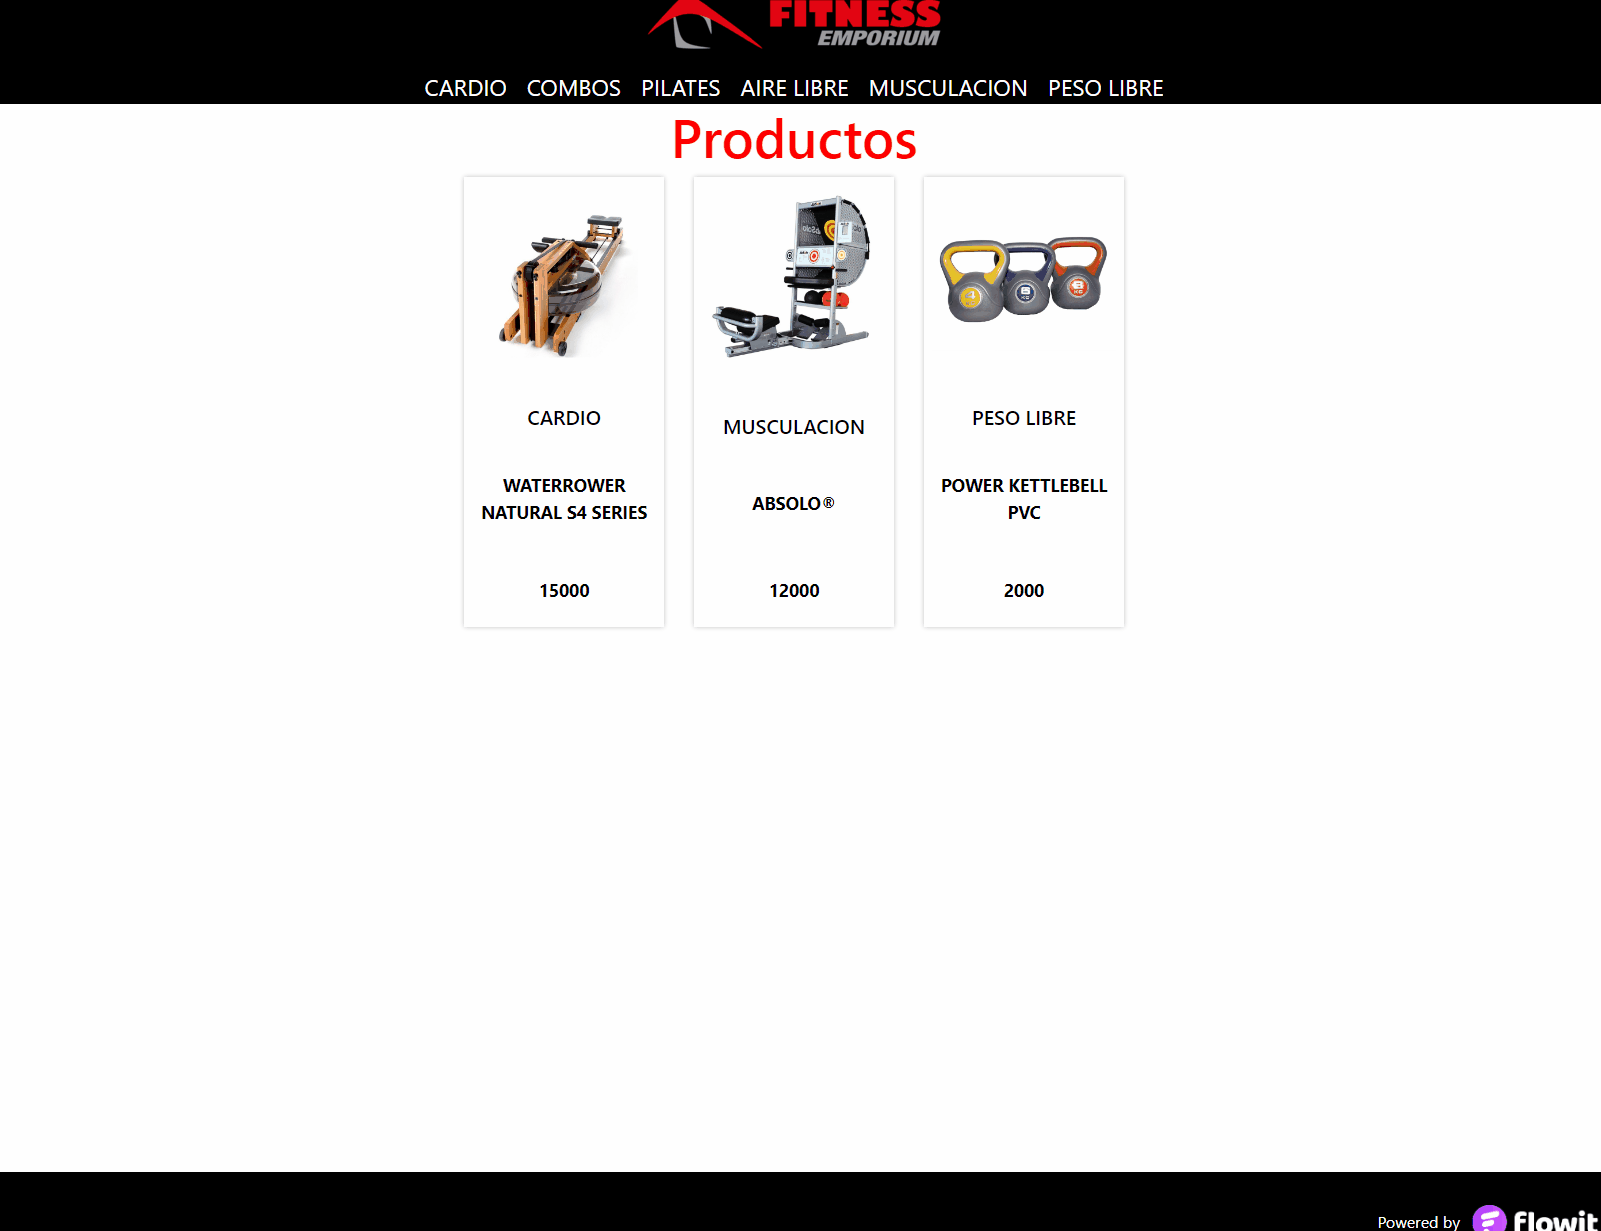 FITNESS
EMPORIUM
CARDIO COMBOS PILATES AIRE LIBRE MUSCULACION PESO LIBRE
Productos
CARDIO
WATERROWER
NATURAL S4 SERIES
15000
MUSCULACION
ABSOLO®
12000
PESO LIBRE
POWER KETTLEBELL
PVC
2000
Powered by flowit